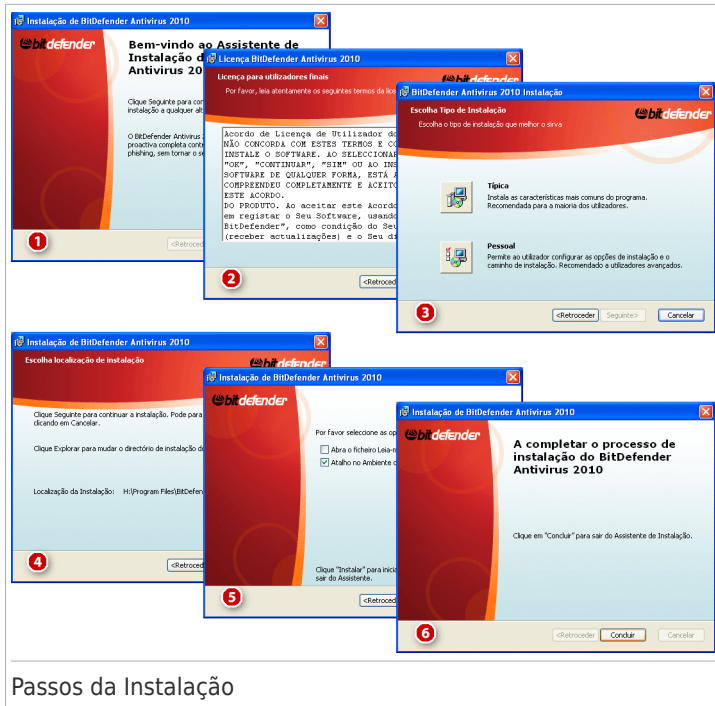 Instalação de BitDefender Antivirus 2010
bitdefender
Bem-vindo ao Assistente de
Instalação d
Antivirus 20
Clique Seguinte para con
instalação a qualquer alt
O BitDefender Antivirus
proactiva completa contr
phishing, sem tornar o se
<Retroced
1
Licença BitDefender Antivirus 2010
Licença para utilizadores finais
bitdefender
Por favor, leia atentamente os seguintes termos da lice
Acordo de Licença de Utilizador do
NÃO CONCORDA COM ESTES TERMOS E CO
INSTALE O SOFTWARE. AO SELECCIONAR
"OK", "CONTINUAR", "SIM" OU AO INS
SOFTWARE DE QUALQUER FORMA, ESTÁ A
COMPREENDEU COMPLETAMENTE E ACEITO
ESTE ACORDO.
DO PRODUTO. Ao aceitar este Acordo
em registar o Seu Software, usando
BitDefender", como condição do Seu
(receber actualizações) e o Seu di
<Retroced
2
BitDefender Antivirus 2010 Instalação
Escolha Tipo de Instalação
bitdefender
Escolha o tipo de instalação que melhor o sirva
Típica
Instala as características mais comuns do programa.
Recomendada para a maioria dos utilizadores.
Pessoal
Permite ao utilizador configurar as opções de instalação e o
caminho de instalação. Recomendado a utilizadores avançados.
<Retroceder Seguinte> Cancelar
3
Instalação de BitDefender Antivirus 2010
Escolha localização de instalação
bitdefender
Clique Seguinte para continuar a instalação. Pode para
clicando em Cancelar.
Clique Explorar para mudar o directório de instalação do
Localização da Instalação: H:\Program Files\BitDefen
<Retroced
4
Instalação de BitDefender Antivirus 2010
bitdefender
Por favor seleccione as op
Abra o ficheiro Leia-m
Atalho no Ambiente d
Clique "Instalar" para inicia
sair do Assistente.
<Retroced
5
Instalação de BitDefender Antivirus 2010
bitdefender
A completar o processo de
instalação do BitDefender
Antivirus 2010
Clique em "Concluir" para sair do Assistente de Instalação.
<Retroceder Concluir Cancelar
6
Passos da Instalação